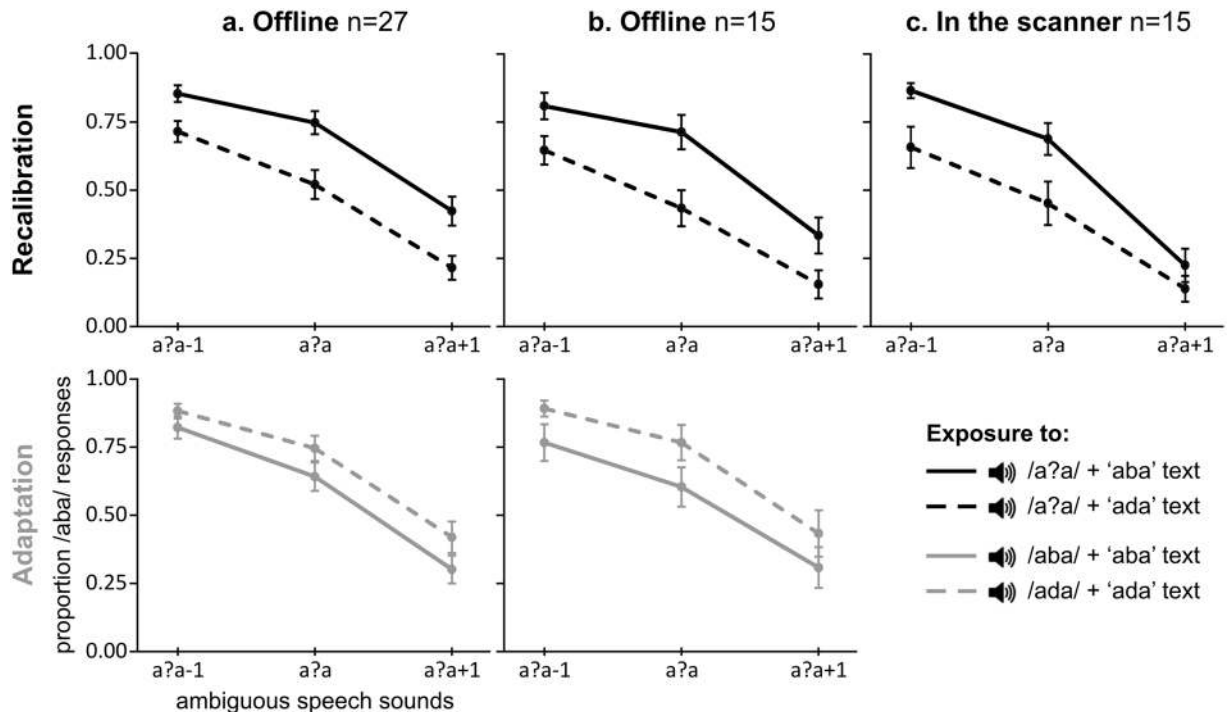 a. Offline n=27
b. Offline n=15
c. In the scanner n=15
Recalibration
1.00
0.75
0.50
0.25
0.00
a?a-1 a?a a?a+1
a?a-1 a?a a?a+1
a?a-1 a?a a?a+1
Adaptation
proportion /aba/ responses
1.00
0.75
0.50
0.25
0.00
a?a-1 a?a a?a+1
a?a-1 a?a a?a+1
ambiguous speech sounds
Exposure to:
/a?a/ + ‘aba’ text
/a?a/ + ‘ada’ text
/aba/ + ‘aba’ text
/ada/ + ‘ada’ text